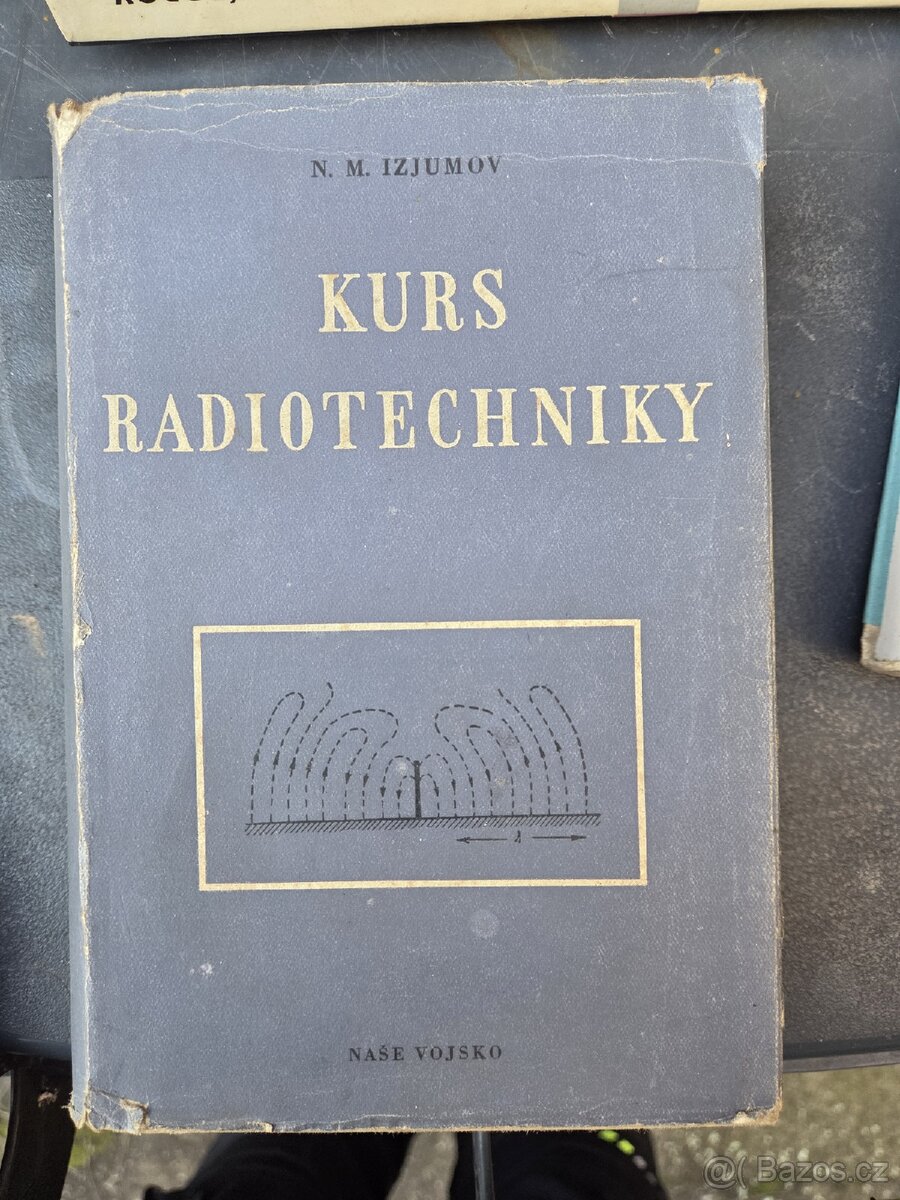 N. M. IZJUMOV
KURS
RADIOTECHNIKY
λ
NAŠE VOJSKO
@ Bazos.cz